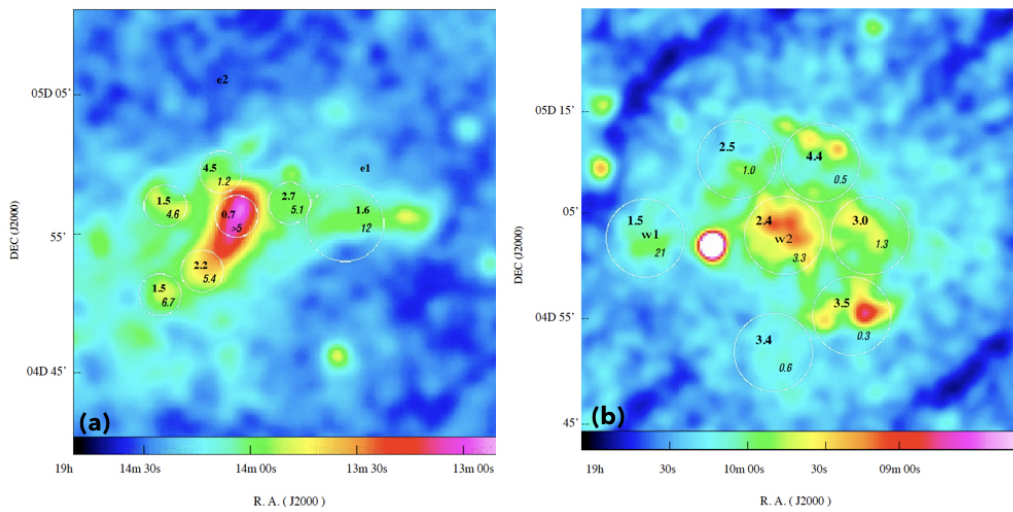 e2
05D 05'
e1
4.5
1.2
2.7
5.1
1.5
4.6
0.7
>5
1.6
12
DEC (J2000)
55'
2.2
5.4
1.5
6.7
04D 45'
(a)
19h 14m 30s 14m 00s 13m 30s 13m 00s
R. A. ( J2000 )
05D 15'
2.5
1.0
4.4
0.5
DEC (J2000)
05'
1.5
w1
21
2.4
w2
3.3
3.0
1.3
04D 55'
3.5
0.3
3.4
0.6
45'
(b)
19h 30s 10m 00s 30s 09m 00s
R. A. ( J2000 )